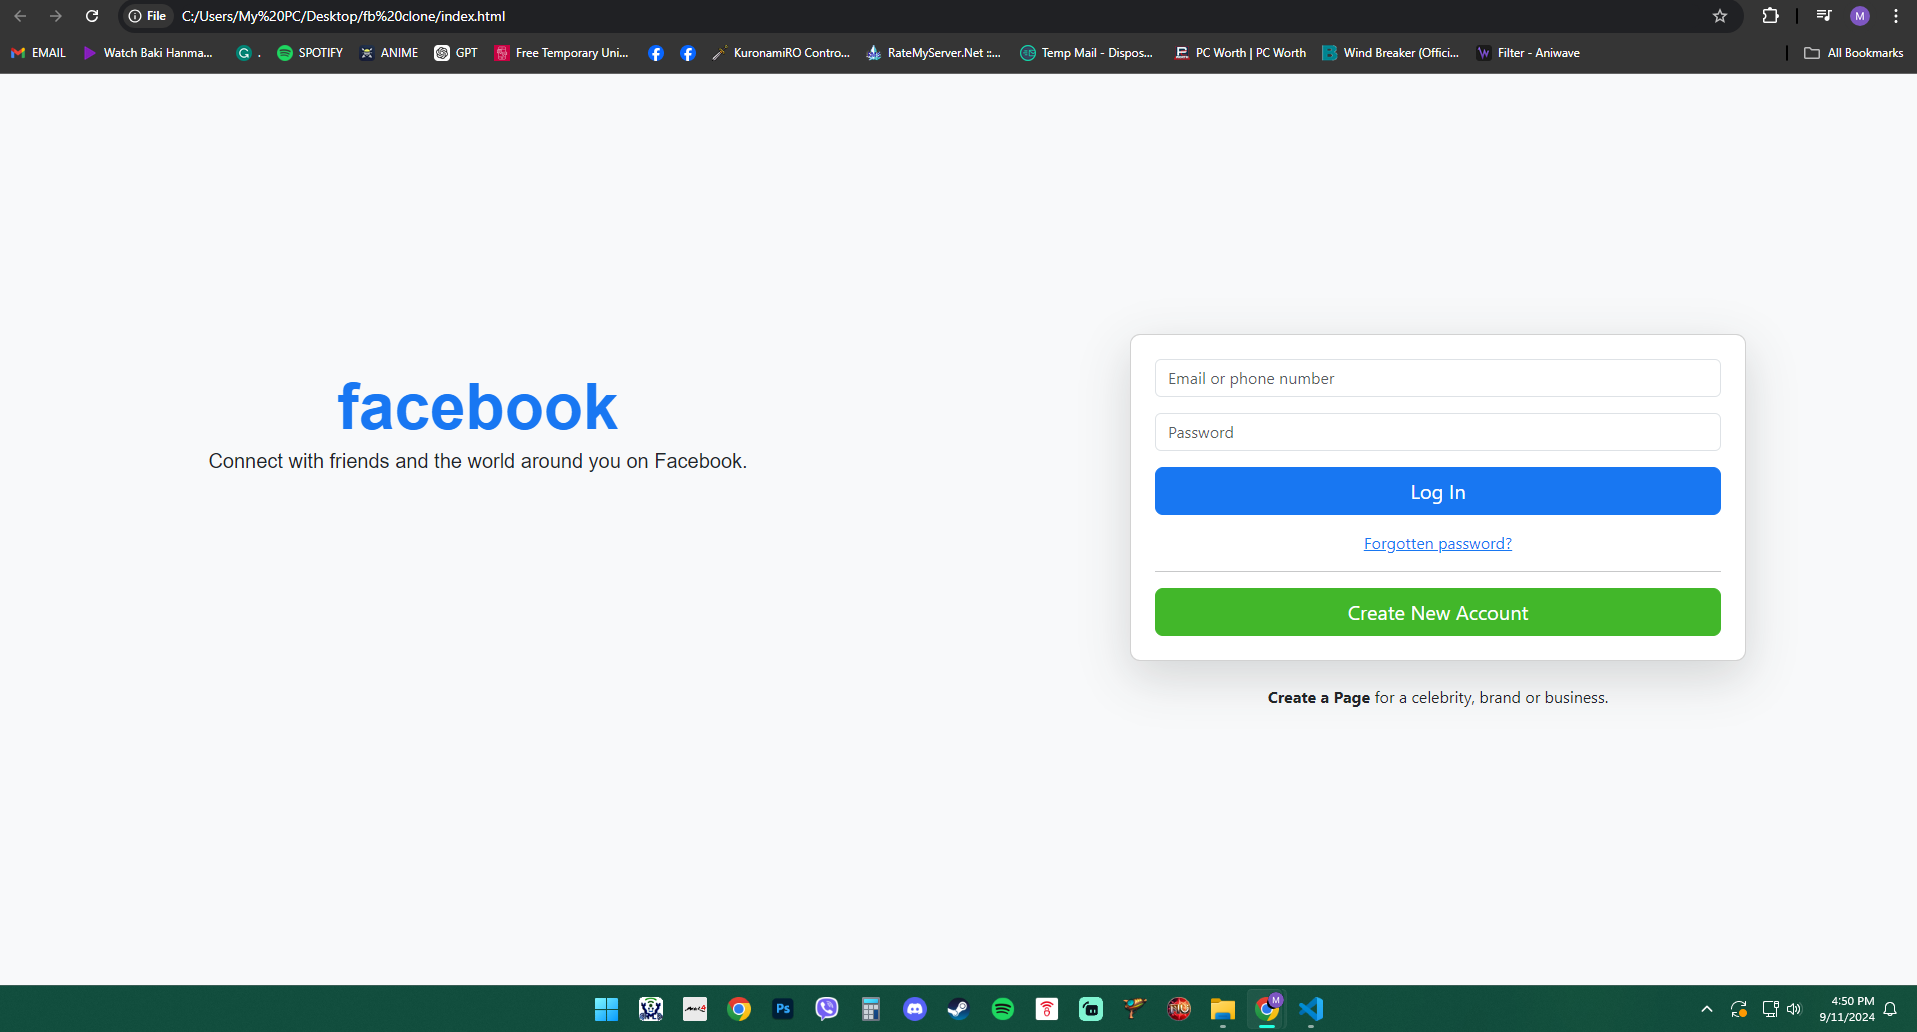 File C:/Users/My%20PC/Desktop/fb%20clone/index.html M
EMAIL Watch Baki Hanma... . SPOTIFY ANIME GPT Free Temporary Uni... KuronamiRO Contro... RateMyServer.Net ::... Temp Mail - Dispos... PC Worth | PC Worth Wind Breaker (Offici... Filter - Aniwave All Bookmarks
facebook
Connect with friends and the world around you on Facebook.
Email or phone number
Password
Log In
Forgotten password?
Create New Account
Create a Page for a celebrity, brand or business.
Ps M
4:50 PM
9/11/2024